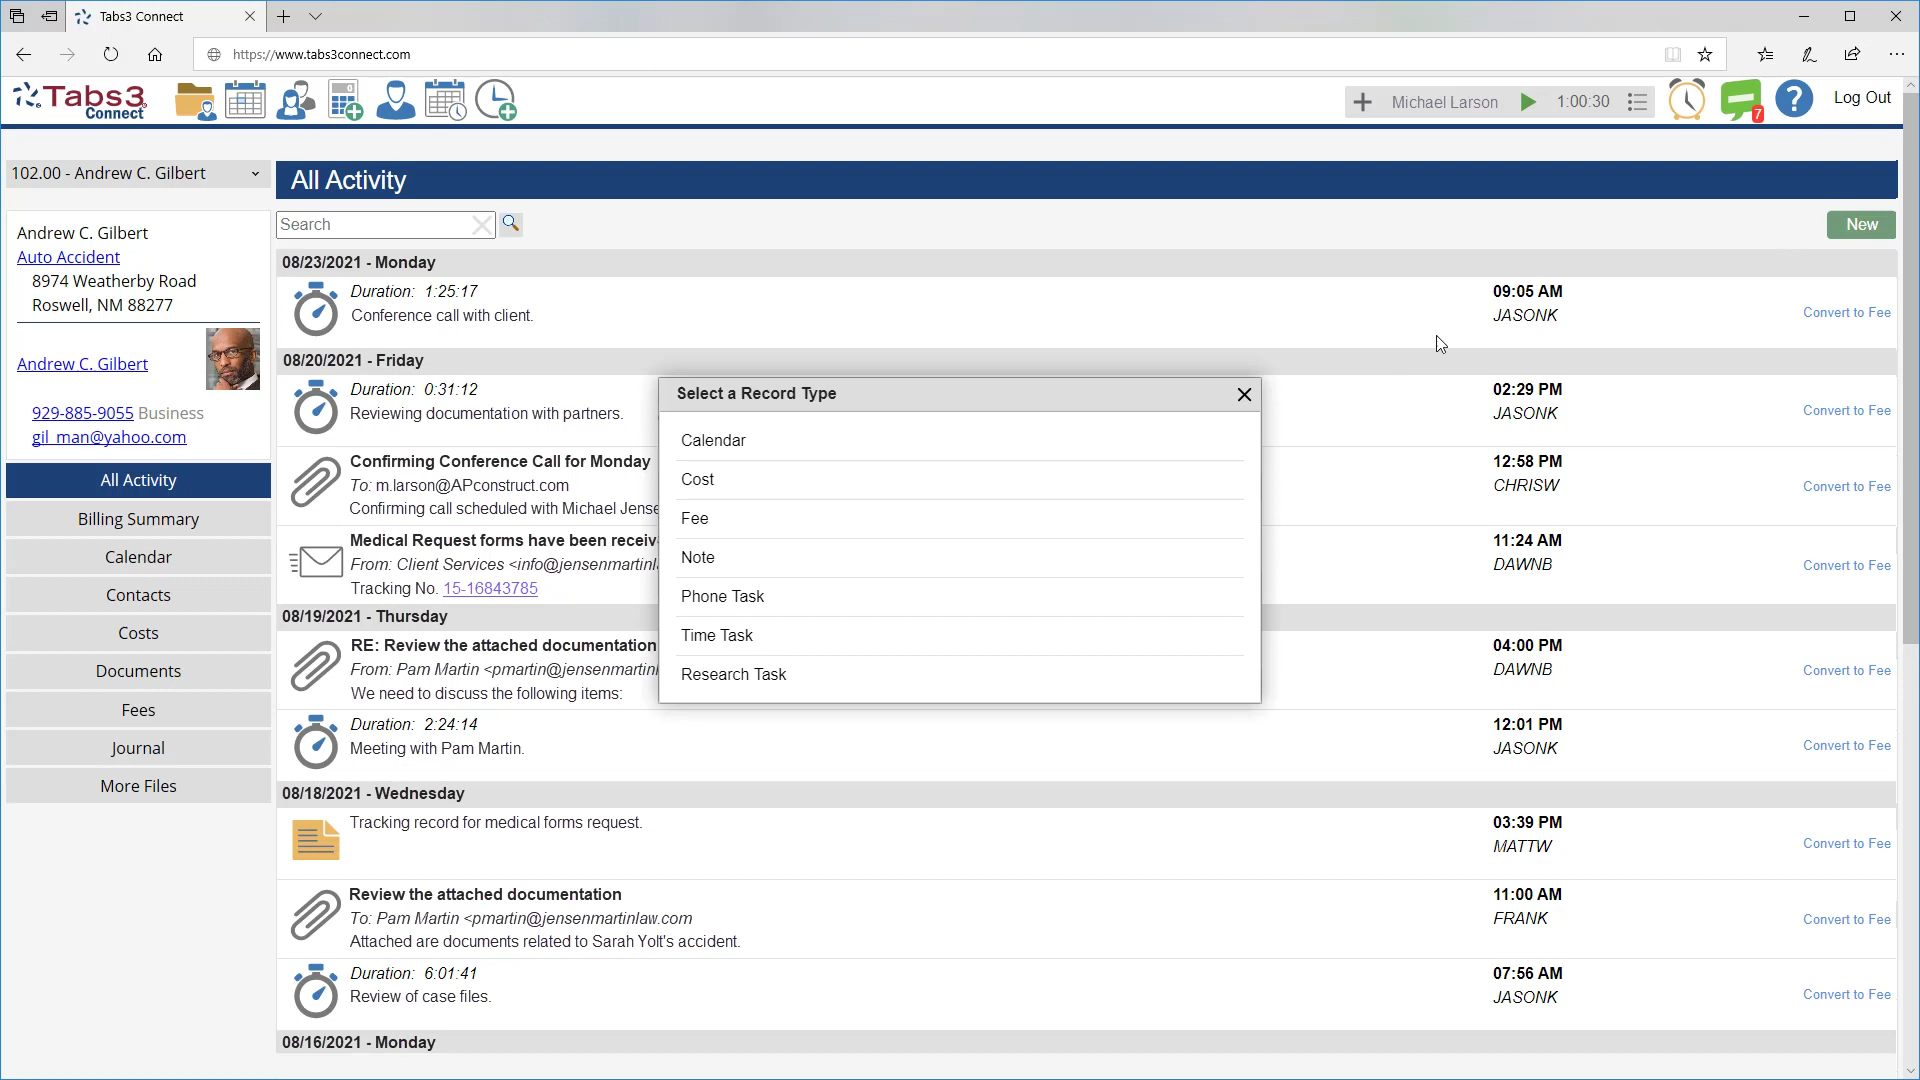 Tabs3 Connect
https://www.tabs3connect.com
Tabs3
Connect
Michael Larson
1:00:30
7
?
Log Out
102.00 - Andrew C. Gilbert
All Activity
Andrew C. Gilbert
Auto Accident
8974 Weatherby Road
Roswell, NM 88277
Andrew C. Gilbert
929-885-9055 Business
gil_man@yahoo.com
All Activity
Billing Summary
Calendar
Contacts
Costs
Documents
Fees
Journal
More Files
Search
New
08/23/2021 - Monday
Duration: 1:25:17
Conference call with client.
09:05 AM
JASONK
Convert to Fee
08/20/2021 - Friday
Duration: 0:31:12
Reviewing documentation with partners.
02:29 PM
JASONK
Convert to Fee
Confirming Conference Call for Monday
To: m.larson@APconstruct.com
Confirming call scheduled with Michael Jense
12:58 PM
CHRISW
Convert to Fee
Medical Request forms have been receiv
From: Client Services <info@jensenmartinl
Tracking No. 15-16843785
11:24 AM
DAWNB
Convert to Fee
08/19/2021 - Thursday
RE: Review the attached documentation
From: Pam Martin <pmartin@jensenmartinl
We need to discuss the following items:
04:00 PM
DAWNB
Convert to Fee
Duration: 2:24:14
Meeting with Pam Martin.
12:01 PM
JASONK
Convert to Fee
08/18/2021 - Wednesday
Tracking record for medical forms request.
03:39 PM
MATTW
Convert to Fee
Review the attached documentation
To: Pam Martin <pmartin@jensenmartinlaw.com
Attached are documents related to Sarah Yolt's accident.
11:00 AM
FRANK
Convert to Fee
Duration: 6:01:41
Review of case files.
07:56 AM
JASONK
Convert to Fee
08/16/2021 - Monday
Select a Record Type
Calendar
Cost
Fee
Note
Phone Task
Time Task
Research Task